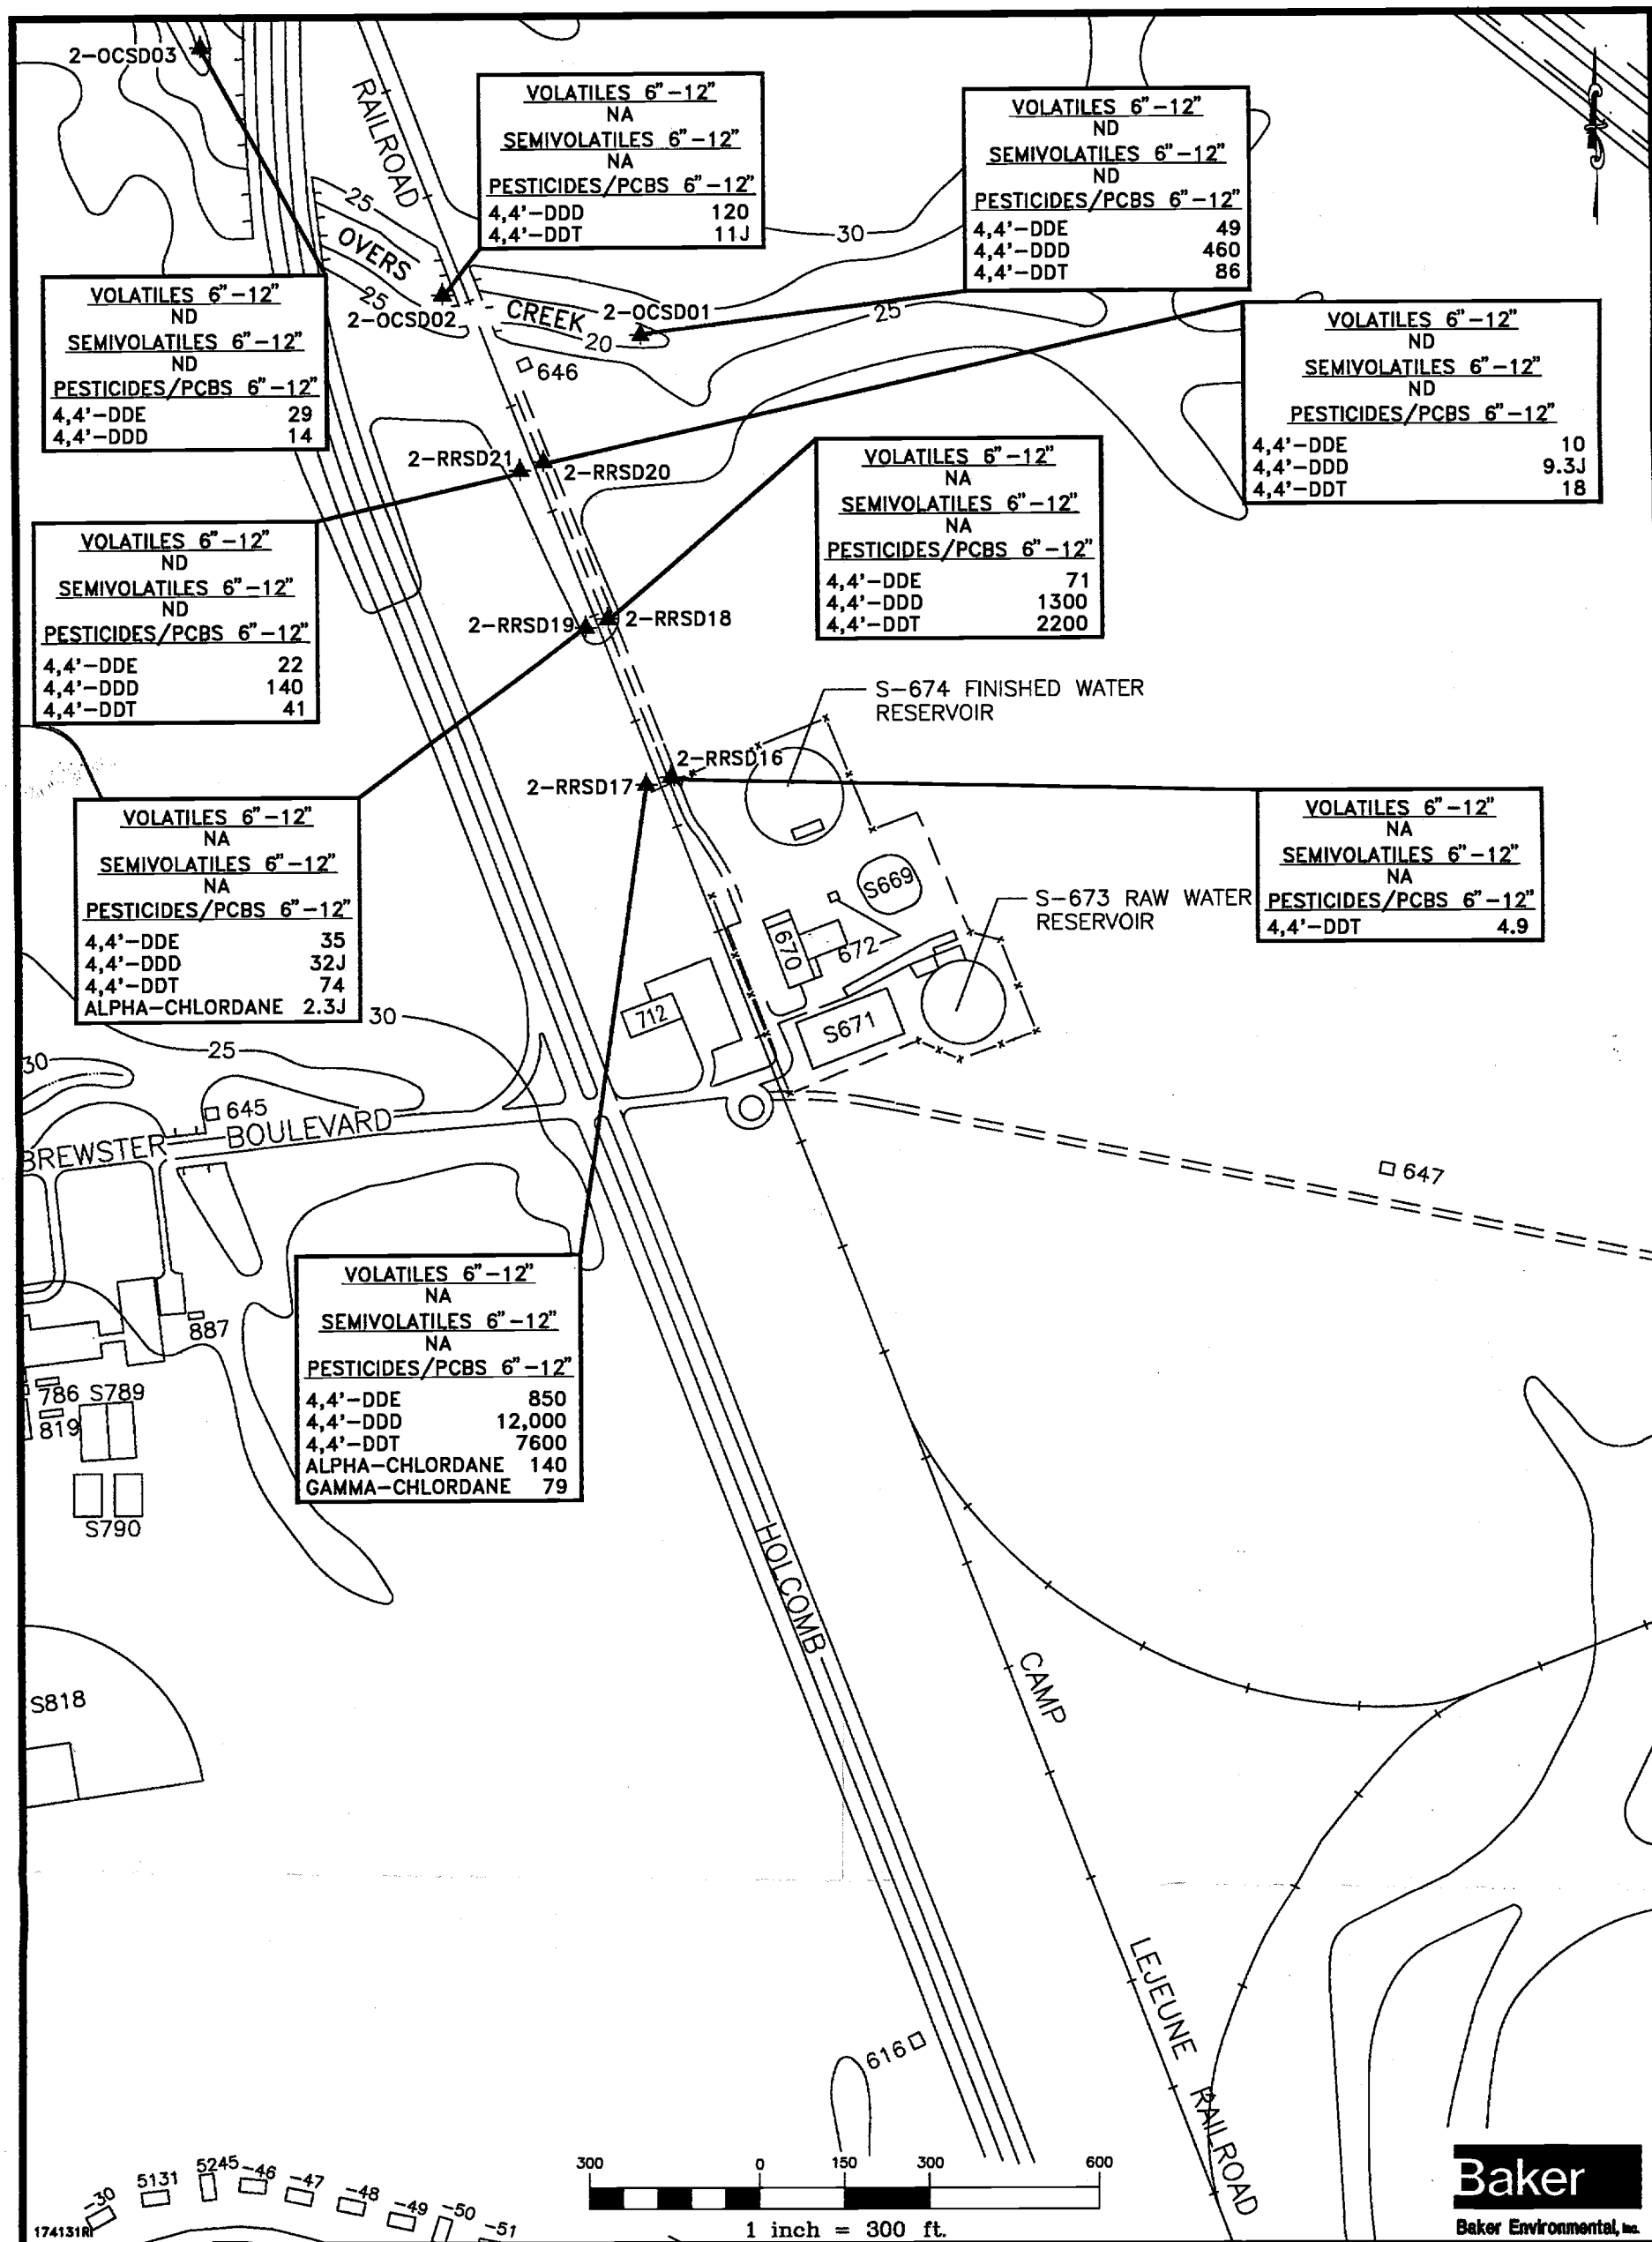 2-OCSD03
RAILROAD
VOLATILES 6"-12"
NA
SEMIVOLATILES 6"-12"
NA
PESTICIDES/PCBS 6"-12"
4,4'-DDD 120
4,4'-DDT 11J
VOLATILES 6"-12"
ND
SEMIVOLATILES 6"-12"
ND
PESTICIDES/PCBS 6"-12"
4,4'-DDE 49
4,4'-DDD 460
4,4'-DDT 86
25
OVERS
25
30
2-OCSD02
CREEK
2-OCSD01
20
25
646
VOLATILES 6"-12"
ND
SEMIVOLATILES 6"-12"
ND
PESTICIDES/PCBS 6"-12"
4,4'-DDE 29
4,4'-DDD 14
VOLATILES 6"-12"
ND
SEMIVOLATILES 6"-12"
ND
PESTICIDES/PCBS 6"-12"
4,4'-DDE 10
4,4'-DDD 9.3J
4,4'-DDT 18
2-RRSD21
2-RRSD20
VOLATILES 6"-12"
NA
SEMIVOLATILES 6"-12"
NA
PESTICIDES/PCBS 6"-12"
4,4'-DDE 71
4,4'-DDD 1300
4,4'-DDT 2200
VOLATILES 6"-12"
ND
SEMIVOLATILES 6"-12"
ND
PESTICIDES/PCBS 6"-12"
4,4'-DDE 22
4,4'-DDD 140
4,4'-DDT 41
2-RRSD19
2-RRSD18
S-674 FINISHED WATER
RESERVOIR
2-RRSD17
2-RRSD16
VOLATILES 6"-12"
NA
SEMIVOLATILES 6"-12"
NA
PESTICIDES/PCBS 6"-12"
4,4'-DDT 4.9
VOLATILES 6"-12"
NA
SEMIVOLATILES 6"-12"
NA
PESTICIDES/PCBS 6"-12"
4,4'-DDE 35
4,4'-DDD 32J
4,4'-DDT 74
ALPHA-CHLORDANE 2.3J
S669
S-673 RAW WATER
RESERVOIR
670
672
712
S671
30
25
30
645
BREWSTER BOULEVARD
647
VOLATILES 6"-12"
NA
SEMIVOLATILES 6"-12"
NA
PESTICIDES/PCBS 6"-12"
4,4'-DDE 850
4,4'-DDD 12,000
4,4'-DDT 7600
ALPHA-CHLORDANE 140
GAMMA-CHLORDANE 79
887
786 S789
819
S790
HOLCOMB
CAMP
S818
LEJEUNE
RAILROAD
616
-30
5131
5245
-46
-47
-48
-49
-50
-51
300 0 150 300 600
1 inch = 300 ft.
174131RI
Baker
Baker Environmental, Inc.